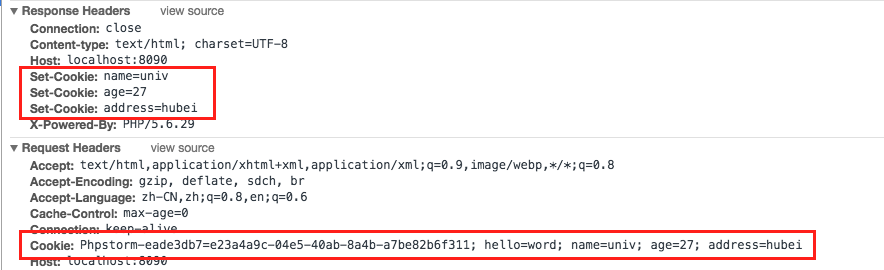 ▼ Response Headers view source
Connection: close
Content-type: text/html; charset=UTF-8
Host: localhost:8090
Set-Cookie: name=univ
Set-Cookie: age=27
Set-Cookie: address=hubei
X-Powered-By: PHP/5.6.29
▼ Request Headers view source
Accept: text/html,application/xhtml+xml,application/xml;q=0.9,image/webp,*/*;q=0.8
Accept-Encoding: gzip, deflate, sdch, br
Accept-Language: zh-CN,zh;q=0.8,en;q=0.6
Cache-Control: max-age=0
Connection: keep-alive
Cookie: Phpstorm-eade3db7=e23a4a9c-04e5-40ab-8a4b-a7be82b6f311; hello=word; name=univ; age=27; address=hubei
Host: localhost:8090